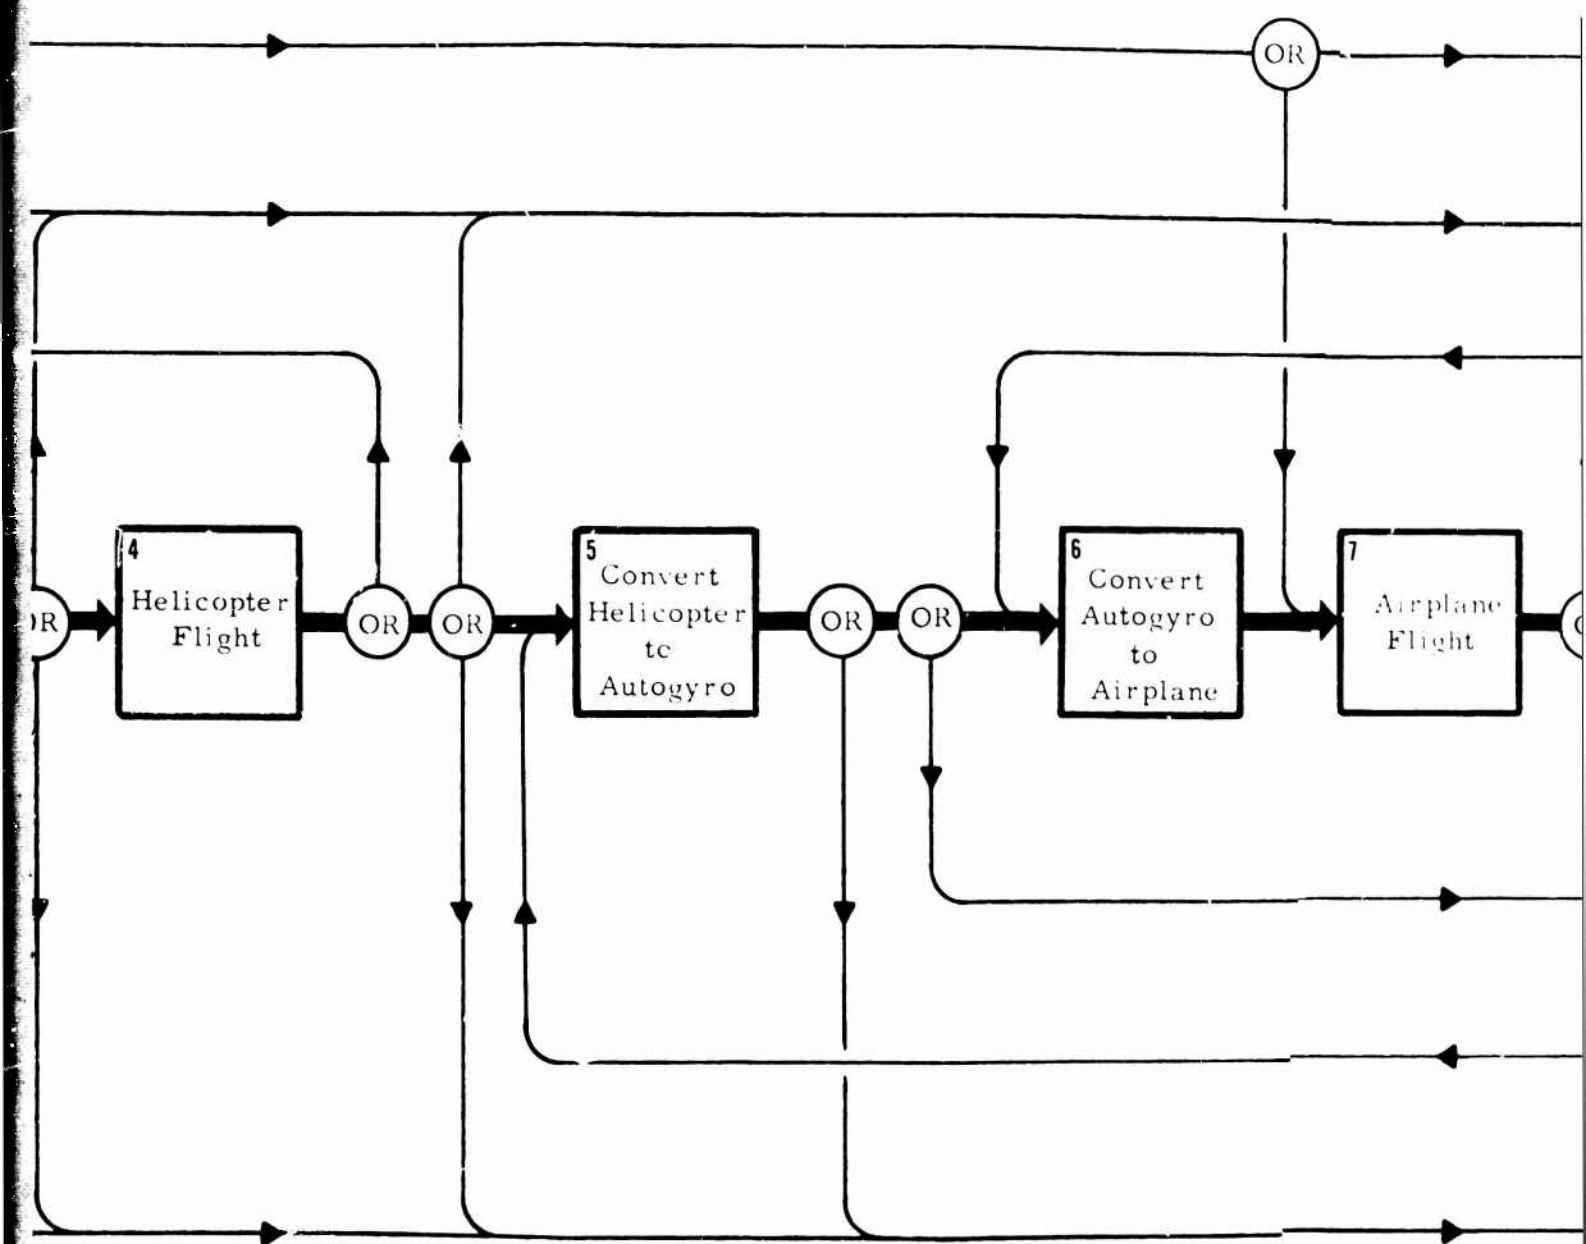 OR
4
Helicopter
Flight
OR
OR
5
Convert
Helicopter
tc
Autogyro
OR
OR
6
Convert
Autogyro
to
Airplane
7
Airplane
Flight